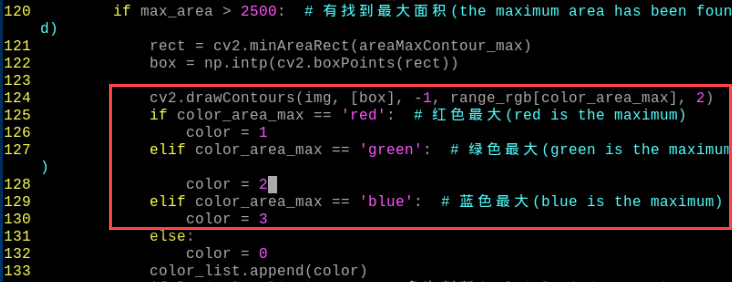 120         if max_area > 2500:  # 有找到最大面积(the maximum area has been foun
    d)
121             rect = cv2.minAreaRect(areaMaxContour_max)
122             box = np.intp(cv2.boxPoints(rect))
123
124             cv2.drawContours(img, [box], -1, range_rgb[color_area_max], 2)
125             if color_area_max == 'red':  # 红色最大(red is the maximum)
126                 color = 1
127             elif color_area_max == 'green':  # 绿色最大(green is the maximum
    )
128                 color = 2
129             elif color_area_max == 'blue':  # 蓝色最大(blue is the maximum)
130                 color = 3
131             else:
132                 color = 0
133             color_list.append(color)